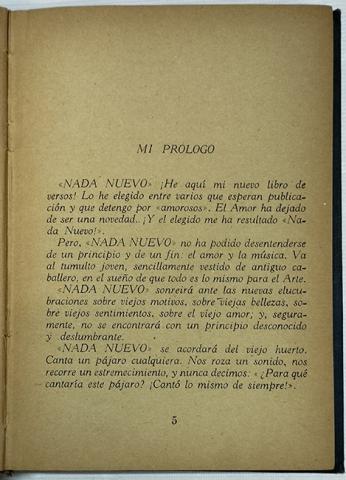 MI PROLOGO
«NADA NUEVO» ¡He aquí mi nuevo libro de
versos! Lo he elegido entre varios que esperan publica-
ción y que detengo por «amorosos». El Amor ha dejado
de ser una novedad.. ¡Y el elegido me ha resultado «Na-
da Nuevo!».
Pero, «NADA NUEVO» no ha podido desentenderse
de un principio y de un fin: el amor y la música. Va
al tumulto joven, sencillamente vestido de antiguo ca-
ballero, en el sueño de que todo es lo mismo para el Arte.
«NADA NUEVO» sonreirá ante las nuevas elucu-
braciones sobre viejos motivos, sobre viejas bellezas, so-
bre viejos sentimientos, sobre el viejo amor; y, segura-
mente, no se encontrará con un principio desconocido
y deslumbrante.
«NADA NUEVO» se acordará del viejo huerto.
Canta un pájaro cualquiera. Nos roza un sonido, nos
recorre un estremecimiento, y nunca decimos: «¿Para qué
cantaría este pájaro? ¡Cantó lo mismo de siempre!».
5